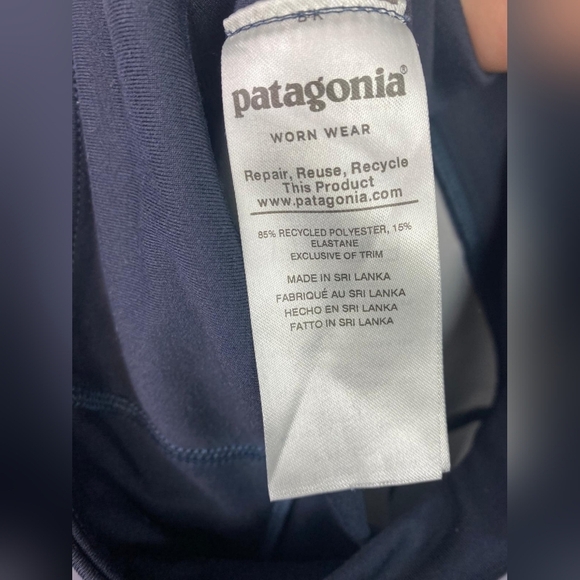 patagonia®
WORN WEAR
Repair, Reuse, Recycle
This Product
www.patagonia.com
85% RECYCLED POLYESTER, 15%
ELASTANE
EXCLUSIVE OF TRIM
MADE IN SRI LANKA
FABRIQUÉ AU SRI LANKA
HECHO EN SRI LANKA
FATTO IN SRI LANKA